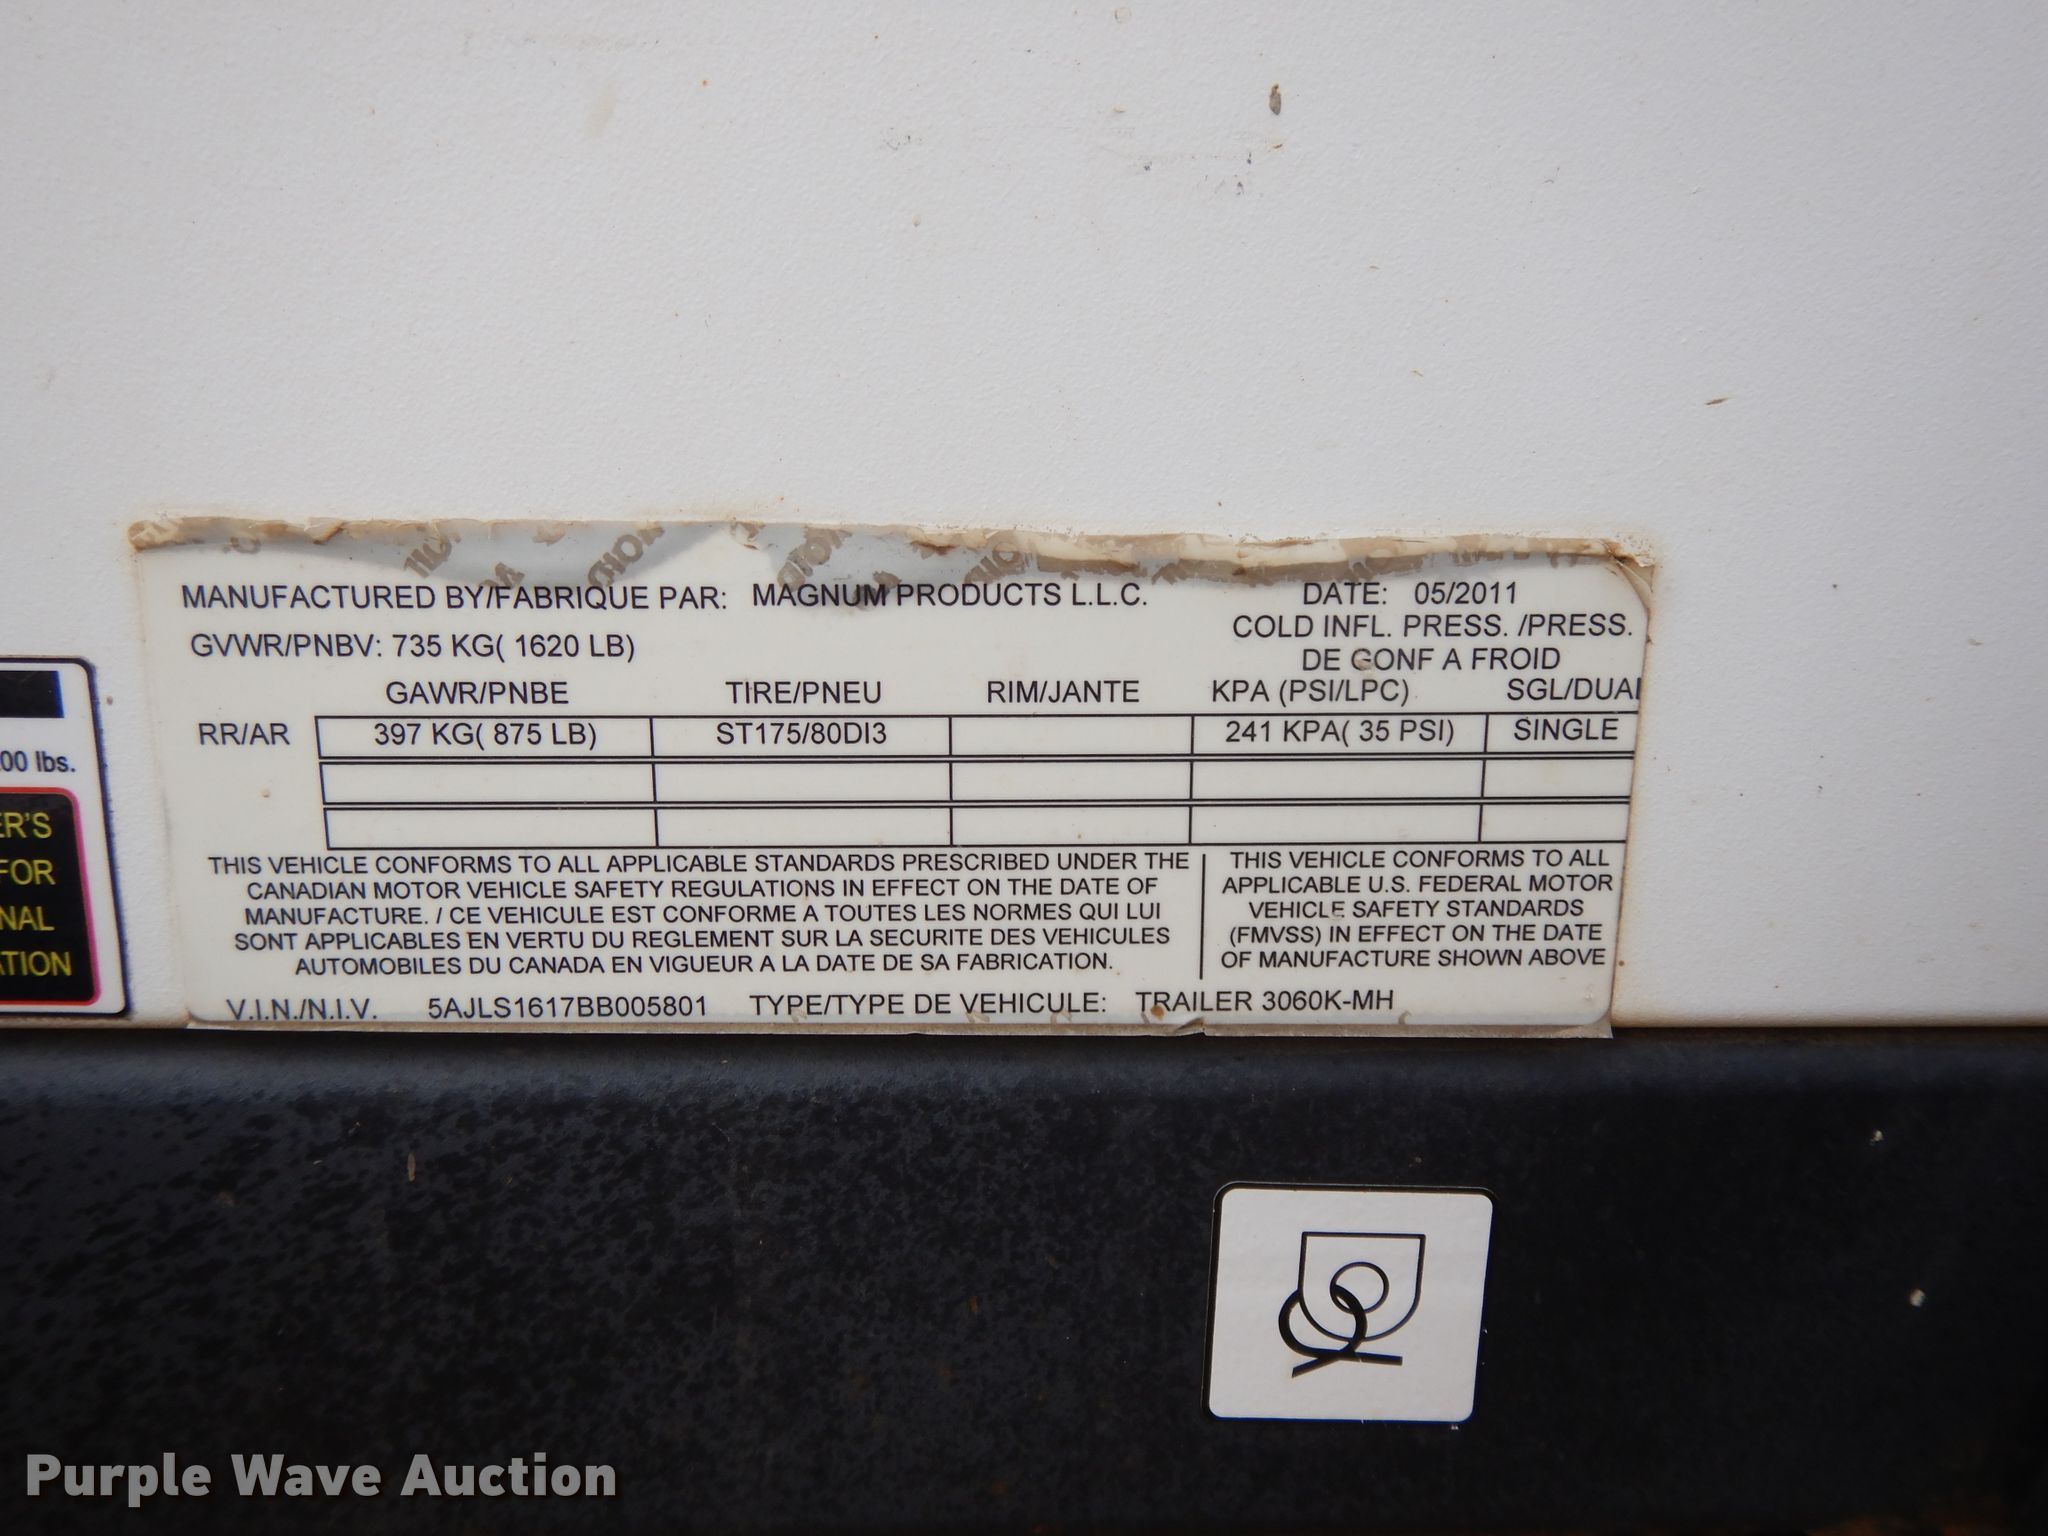 MANUFACTURED BY/FABRIQUE PAR: MAGNUM PRODUCTS L.L.C. DATE: 05/2011
GVWR/PNBV: 735 KG( 1620 LB)
COLD INFL. PRESS. /PRESS.
DE GONF A FROID
GAWR/PNBE TIRE/PNEU RIM/JANTE KPA (PSI/LPC) SGL/DUAL
RR/AR 397 KG( 875 LB) ST175/80DI3 241 KPA( 35 PSI) SINGLE
THIS VEHICLE CONFORMS TO ALL APPLICABLE STANDARDS PRESCRIBED UNDER THE
CANADIAN MOTOR VEHICLE SAFETY REGULATIONS IN EFFECT ON THE DATE OF
MANUFACTURE. / CE VEHICULE EST CONFORME A TOUTES LES NORMES QUI LUI
SONT APPLICABLES EN VERTU DU REGLEMENT SUR LA SECURITE DES VEHICULES
AUTOMOBILES DU CANADA EN VIGUEUR A LA DATE DE SA FABRICATION.
THIS VEHICLE CONFORMS TO ALL
APPLICABLE U.S. FEDERAL MOTOR
VEHICLE SAFETY STANDARDS
(FMVSS) IN EFFECT ON THE DATE
OF MANUFACTURE SHOWN ABOVE
V.I.N./N.I.V. 5AJLS1617BB005801 TYPE/TYPE DE VEHICULE: TRAILER 3060K-MH
00 lbs.
ER'S
FOR
NAL
ATION
Purple Wave Auction